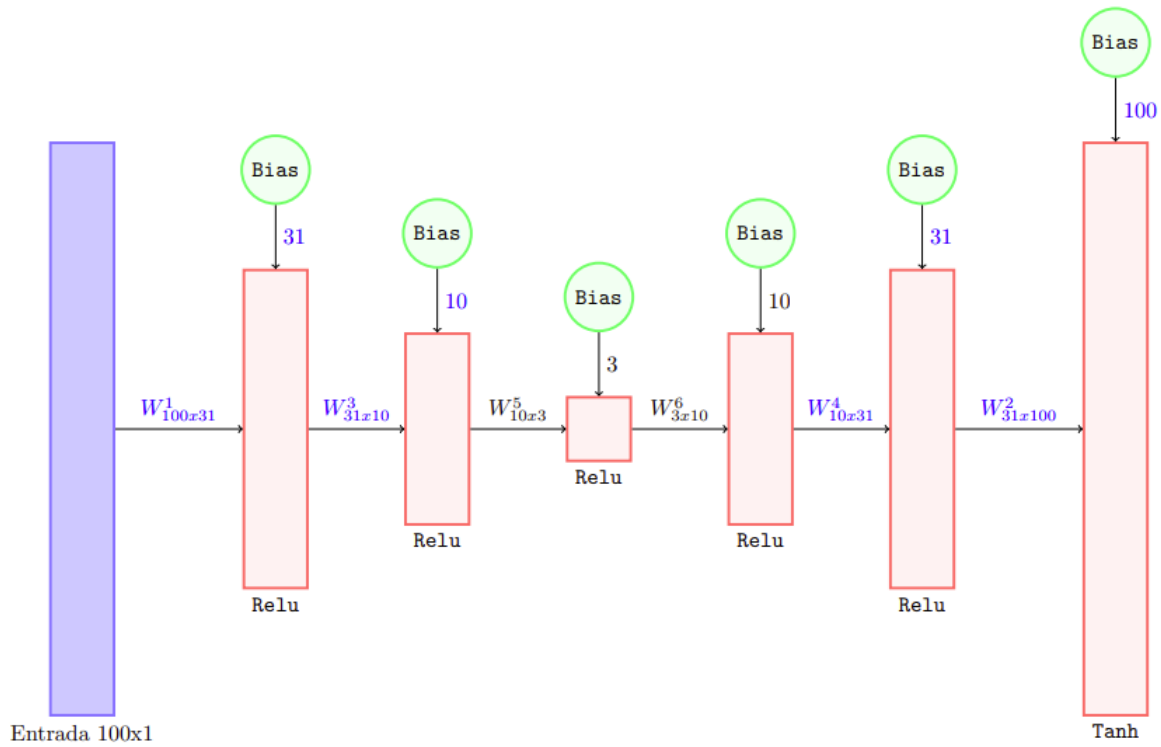 Bias
100
Bias
Bias
31
31
Bias
Bias
10
10
Bias
3
W^1_{100x31}
W^3_{31x10}
W^5_{10x3}
W^6_{3x10}
W^4_{10x31}
W^2_{31x100}
Relu
Relu
Relu
Relu
Relu
Entrada 100x1
Tanh